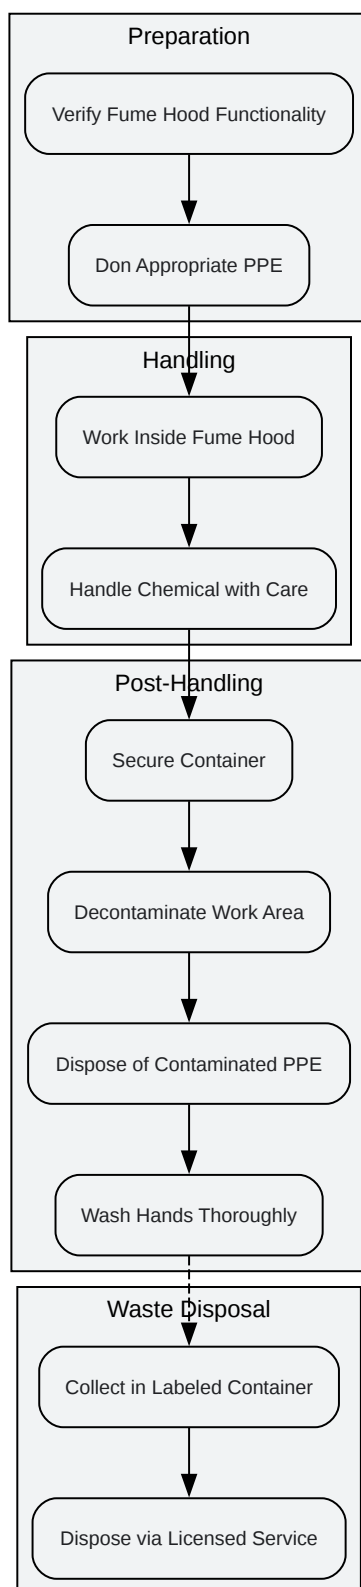 Preparation
Verify Fume Hood Functionality
Don Appropriate PPE
Handling
Work Inside Fume Hood
Handle Chemical with Care
Post-Handling
Secure Container
Decontaminate Work Area
Dispose of Contaminated PPE
Wash Hands Thoroughly
Waste Disposal
Collect in Labeled Container
Dispose via Licensed Service